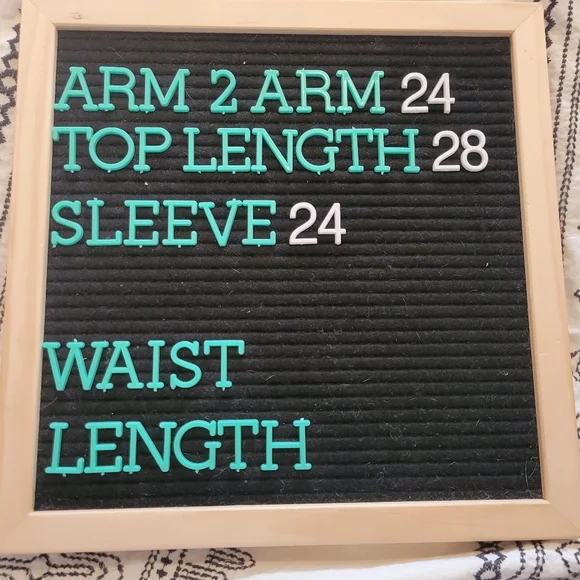 ARM 2 ARM 24
TOP LENGTH 28
SLEEVE 24
WAIST
LENGTH